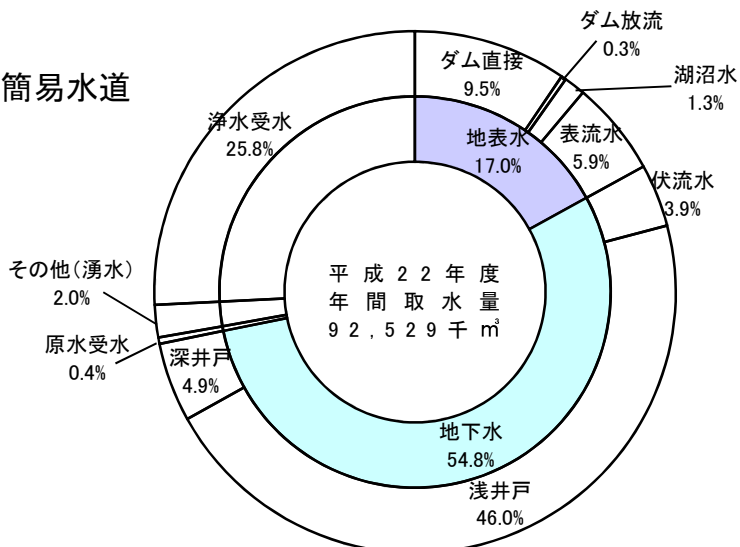 簡易水道
ダム放流
0.3%
ダム直接
9.5%
湖沼水
1.3%
浄水受水
25.8%
地表水
17.0%
表流水
5.9%
伏流水
3.9%
その他（湧水）
2.0%
平成22年度
年間取水量
92,529千㎥
原水受水
0.4%
深井戸
4.9%
地下水
54.8%
浅井戸
46.0%